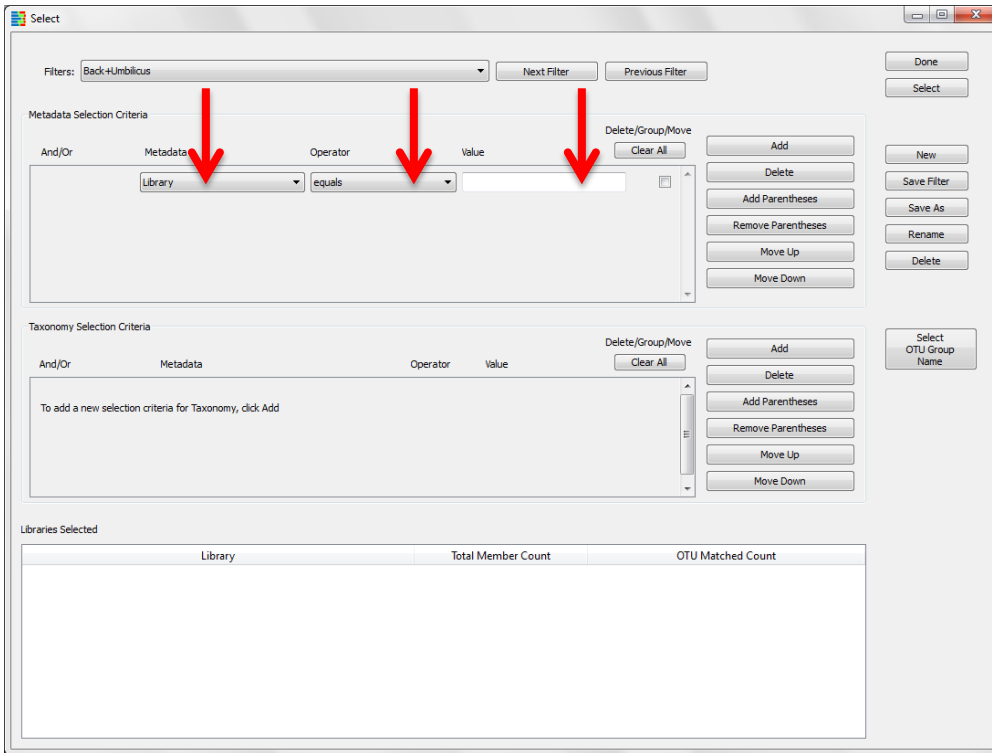 Select
Filters: Back+Umbilicus Next Filter Previous Filter Done
Select
Metadata Selection Criteria
Delete/Group/Move
And/Or Metadata Operator Value Clear All Add New
Library equals Delete Save Filter
Add Parentheses Save As
Remove Parentheses Rename
Move Up Delete
Move Down
Taxonomy Selection Criteria
Delete/Group/Move
And/Or Metadata Operator Value Clear All Add Select
OTU Group
Name
Delete
To add a new selection criteria for Taxonomy, click Add Add Parentheses
Remove Parentheses
Move Up
Move Down
Libraries Selected
Library Total Member Count OTU Matched Count